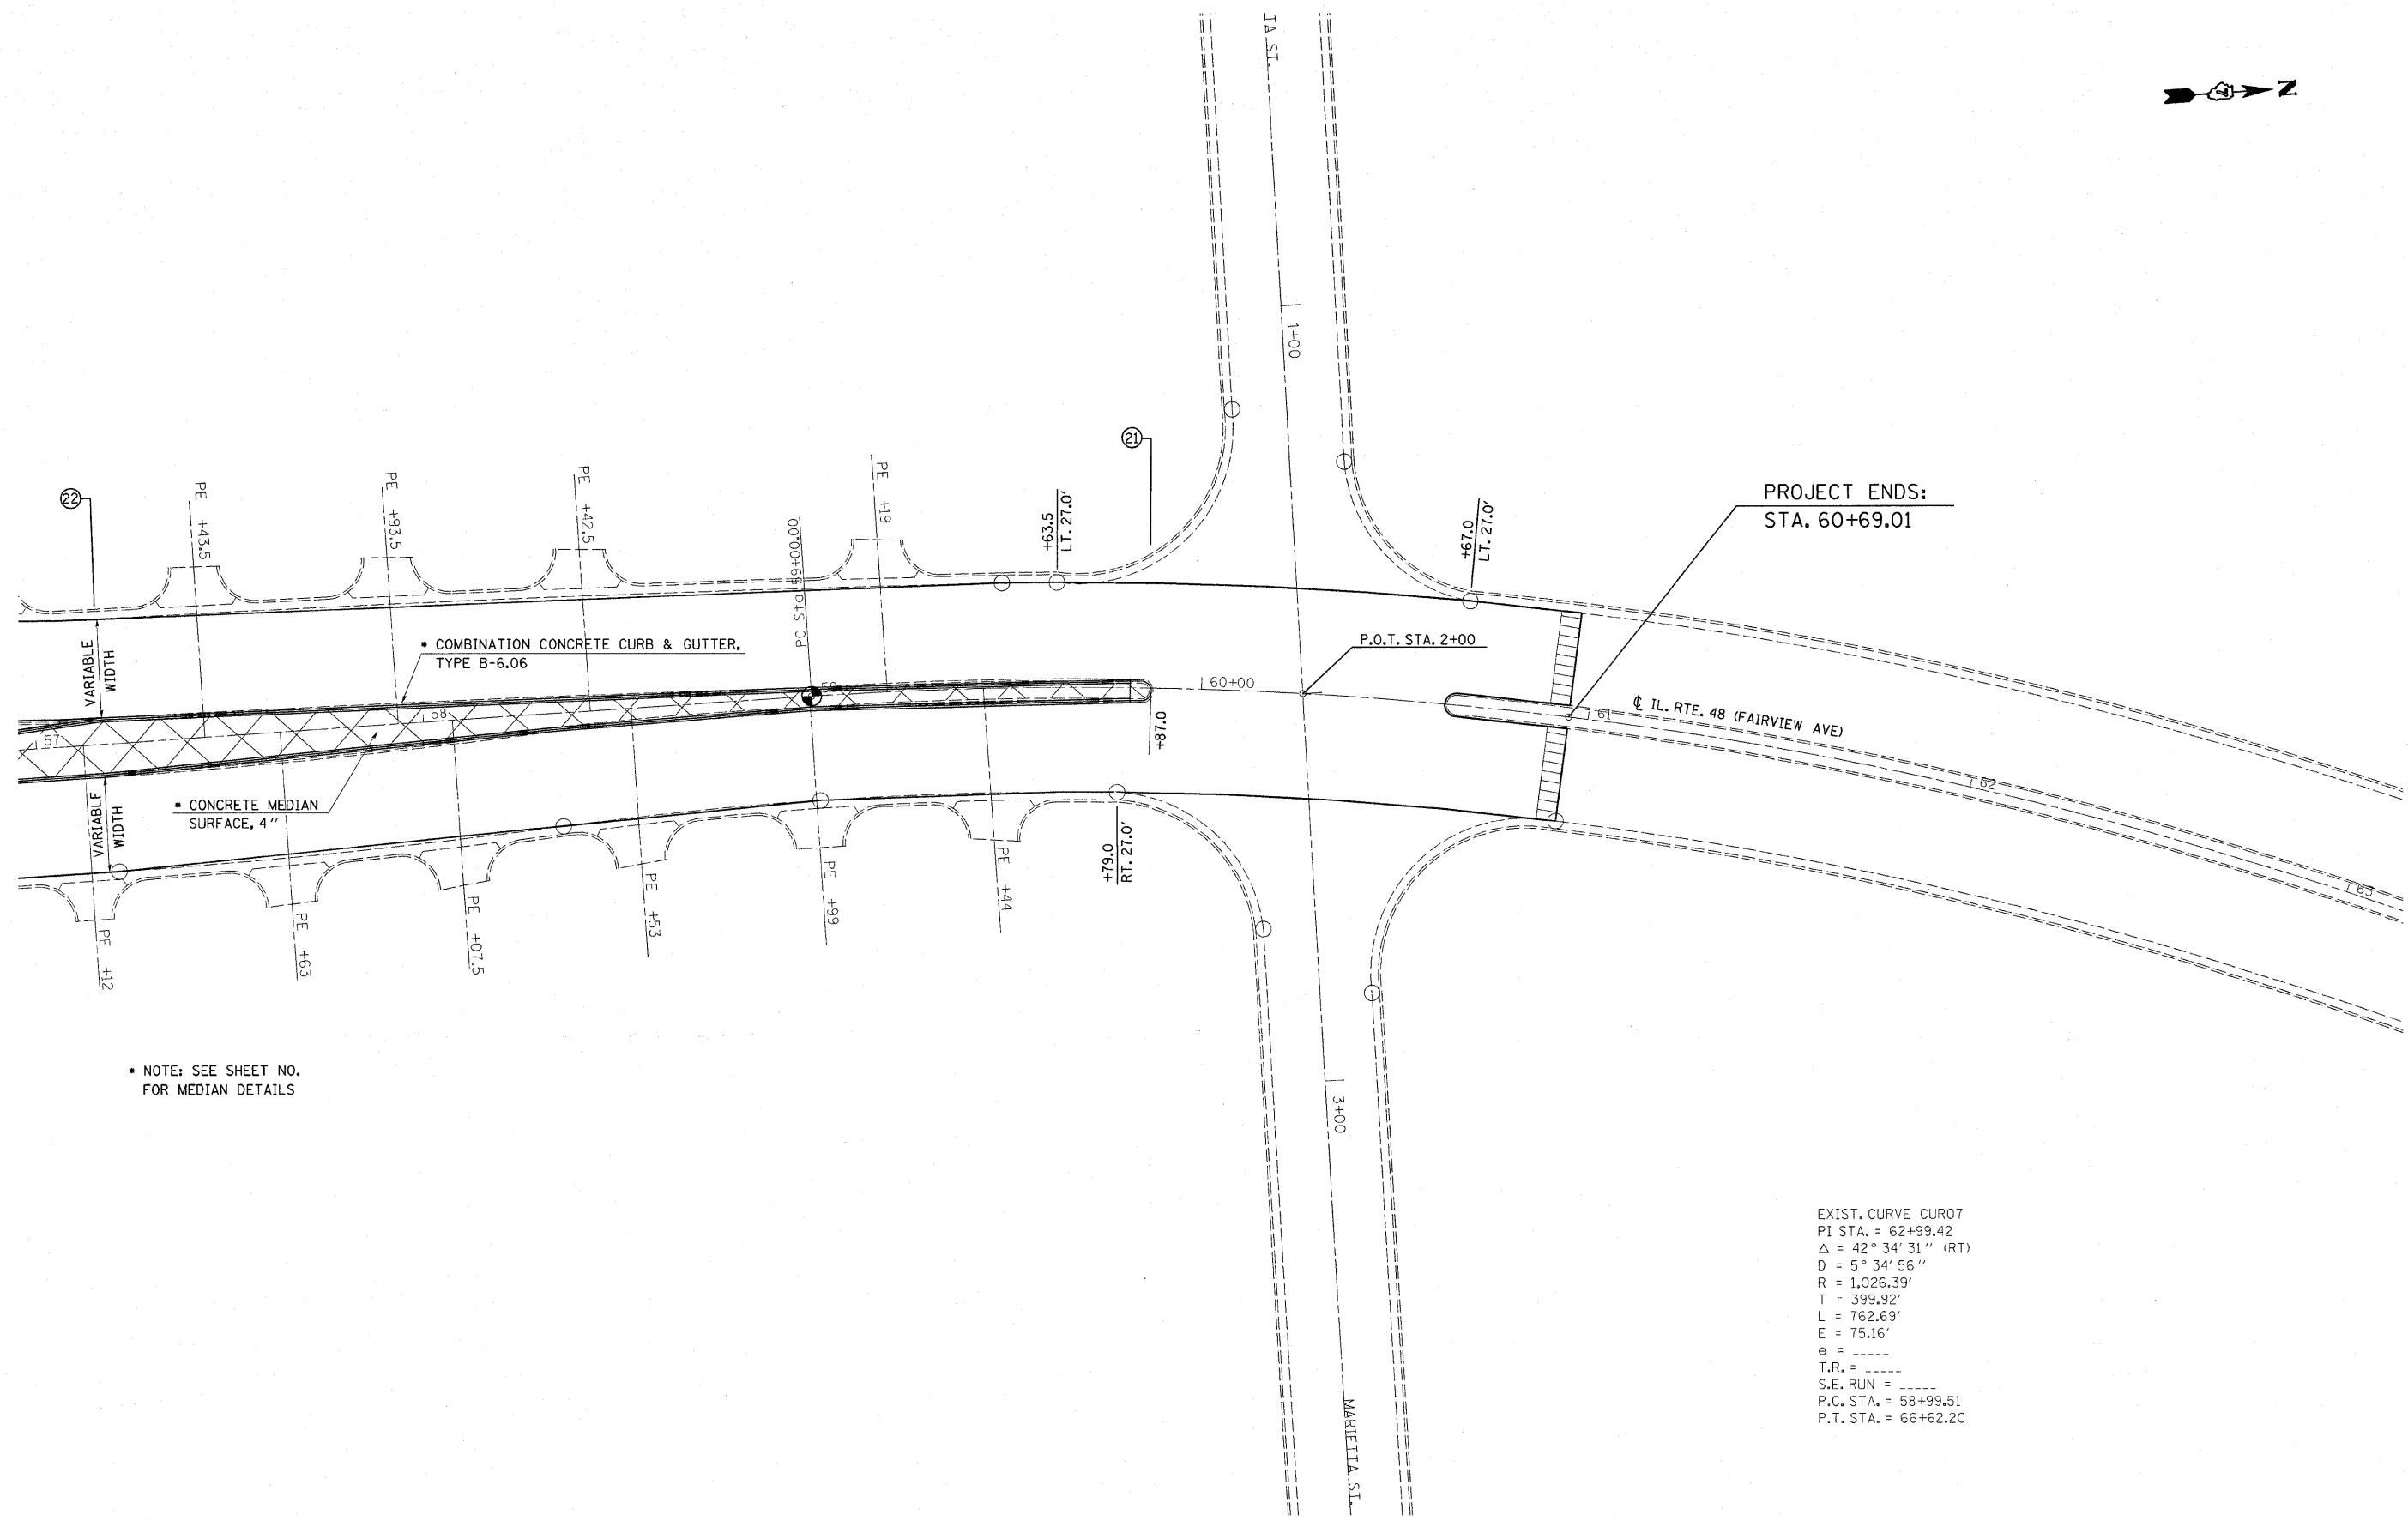 IA ST.
N
1+00
21
22
PE +43.5
PE +93.5
PE +42.5
PE +19
PC Sta 59+00.00
+63.5
LT. 27.0'
+67.0
LT. 27.0'
PROJECT ENDS:
STA. 60+69.01
VARIABLE
WIDTH
* COMBINATION CONCRETE CURB & GUTTER,
TYPE B-6.06
P.O.T. STA. 2+00
57
58
59
60+00
61
℄ IL. RTE. 48 (FAIRVIEW AVE)
62
63
+87.0
* CONCRETE MEDIAN
SURFACE, 4"
VARIABLE
WIDTH
+79.0
RT. 27.0'
PE +12
PE +63
PE +07.5
PE +53
PE +99
PE +44
* NOTE: SEE SHEET NO.
FOR MEDIAN DETAILS
3+00
MARIETTA ST.
EXIST. CURVE CUR07
PI STA. = 62+99.42
Δ = 42° 34' 31" (RT)
D = 5° 34' 56"
R = 1,026.39'
T = 399.92'
L = 762.69'
E = 75.16'
e = _____
T.R. = _____
S.E. RUN = _____
P.C. STA. = 58+99.51
P.T. STA. = 66+62.20